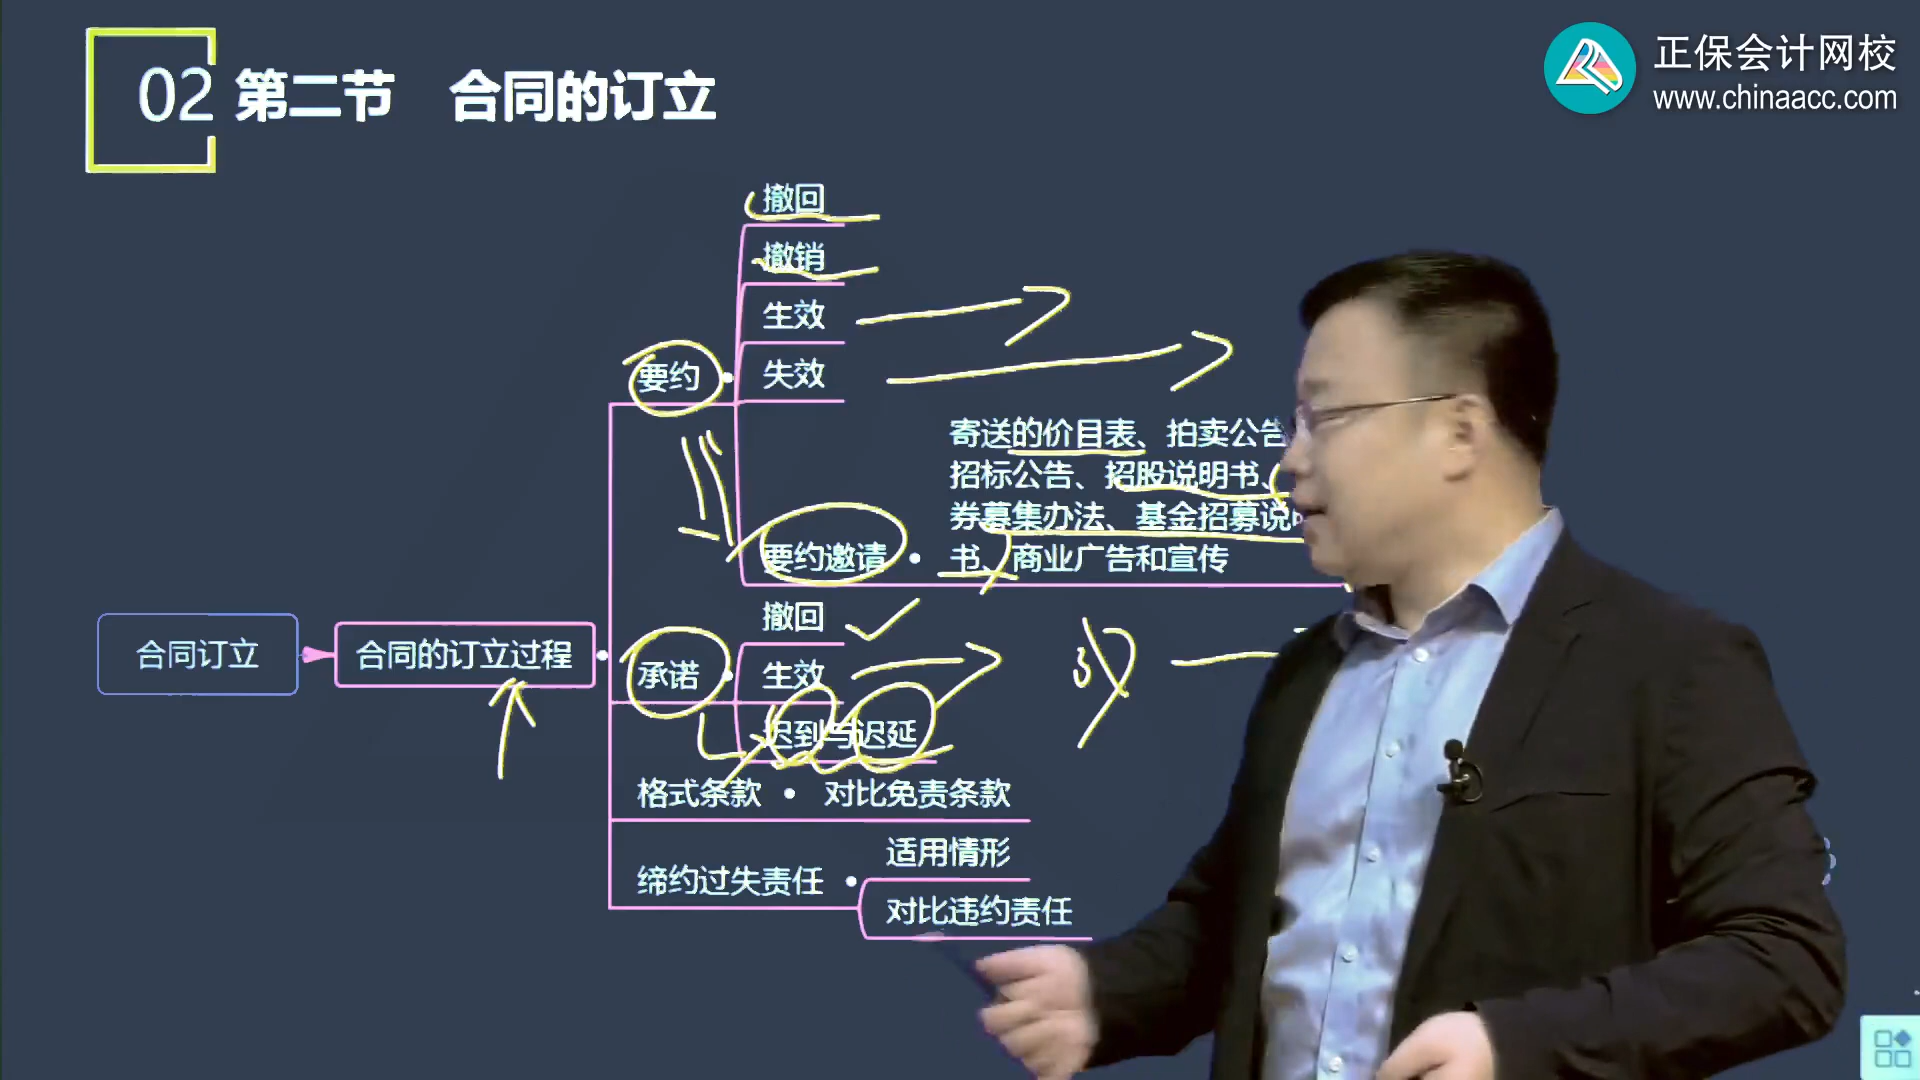 02 第二节 合同的订立
正保会计网校
www.chinaacc.com
撤回
撤销
生效
失效
要约
寄送的价目表、拍卖公告
招标公告、招股说明书、
券募集办法、基金招募说
书、商业广告和宣传
要约邀请
撤回
生效
迟到与迟延
承诺
合同订立
合同的订立过程
格式条款 • 对比免责条款
缔约过失责任
适用情形
对比违约责任